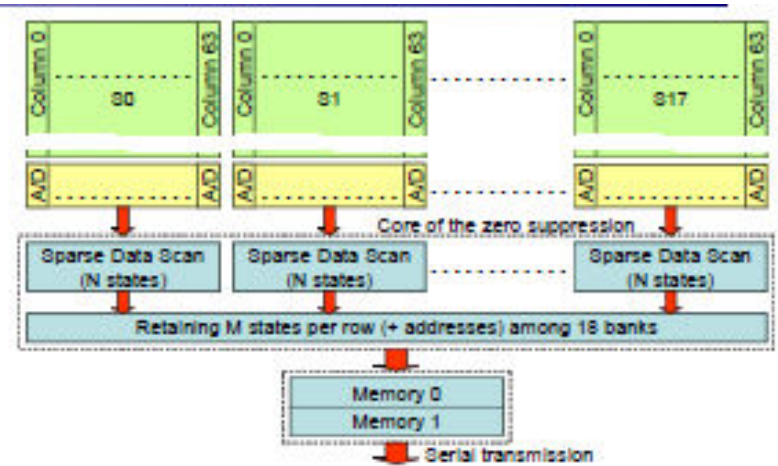 Column 0
S0
Column 63
Column 0
S1
Column 63
S17
Column 63
A/D
A/D
A/D
A/D
A/D
A/D
Core of the zero suppression
Sparse Data Scan
(N states)
Sparse Data Scan
(N states)
Sparse Data Scan
(N states)
Retaining M states per row (+ addresses) among 18 banks
Memory 0
Memory 1
Serial transmission